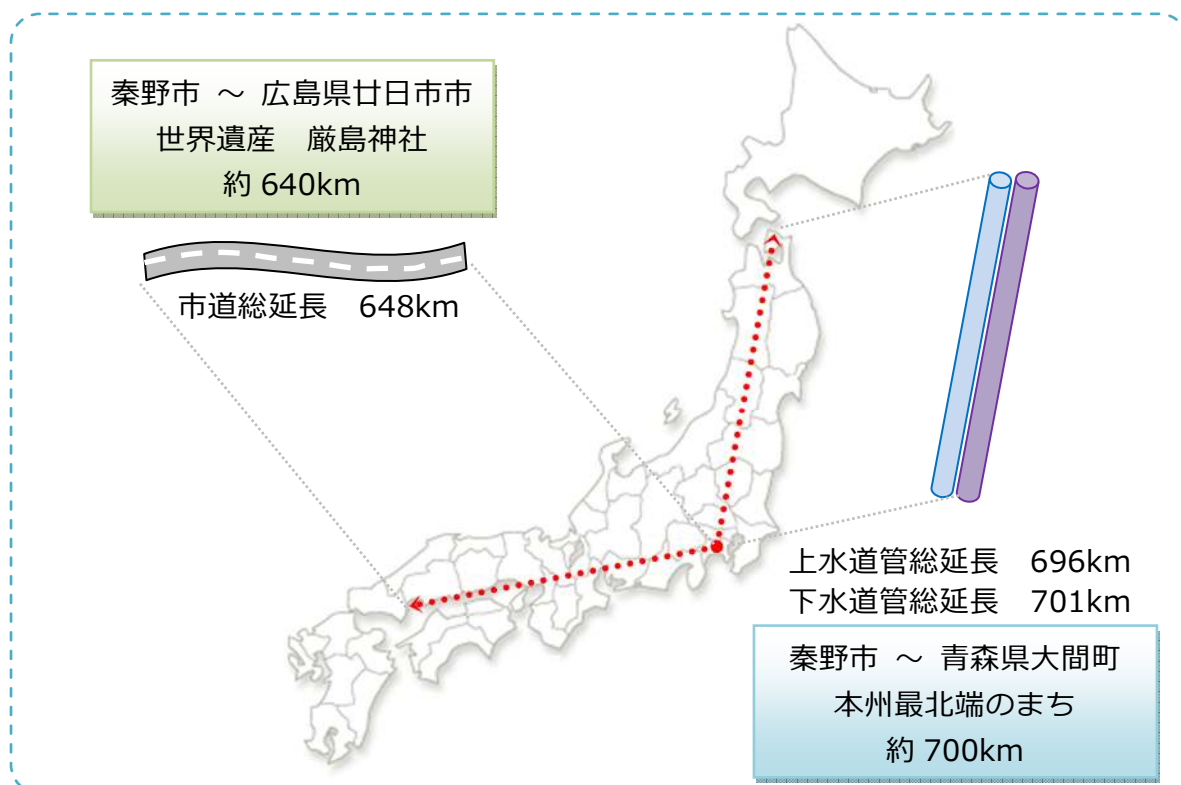 秦野市 ～ 広島県廿日市市
世界遺産　厳島神社
約 640km
市道総延長　648km
上水道管総延長　696km
下水道管総延長　701km
秦野市 ～ 青森県大間町
本州最北端のまち
約 700km